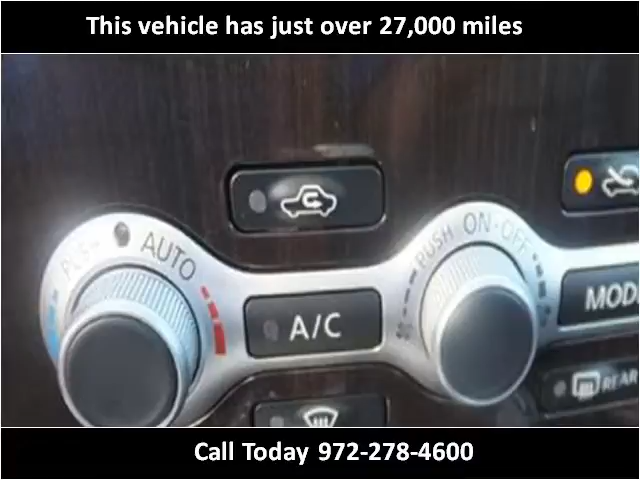 This vehicle has just over 27,000 miles
PUSH AUTO
PUSH ON-OFF
A/C
MODE
REAR
Call Today 972-278-4600